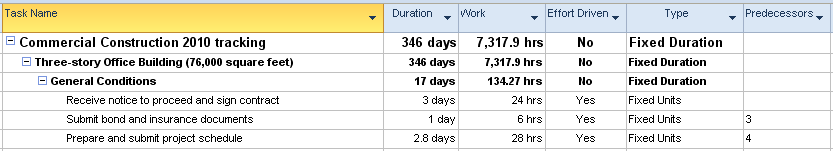 Task Name Duration Work Effort Driven Type Predecessors
Commercial Construction 2010 tracking 346 days 7,317.9 hrs No Fixed Duration
Three-story Office Building (76,000 square feet) 346 days 7,317.9 hrs No Fixed Duration
General Conditions 17 days 134.27 hrs No Fixed Duration
Receive notice to proceed and sign contract 3 days 24 hrs Yes Fixed Units
Submit bond and insurance documents 1 day 6 hrs Yes Fixed Units 3
Prepare and submit project schedule 2.8 days 28 hrs Yes Fixed Units 4